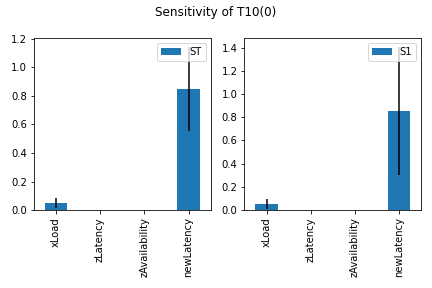 Sensitivity of T10(0)
1.2
1.0
0.8
0.6
0.4
0.2
0.0
ST
xLoad
zLatency
zAvailability
newLatency
1.4
1.2
1.0
0.8
0.6
0.4
0.2
0.0
S1
xLoad
zLatency
zAvailability
newLatency